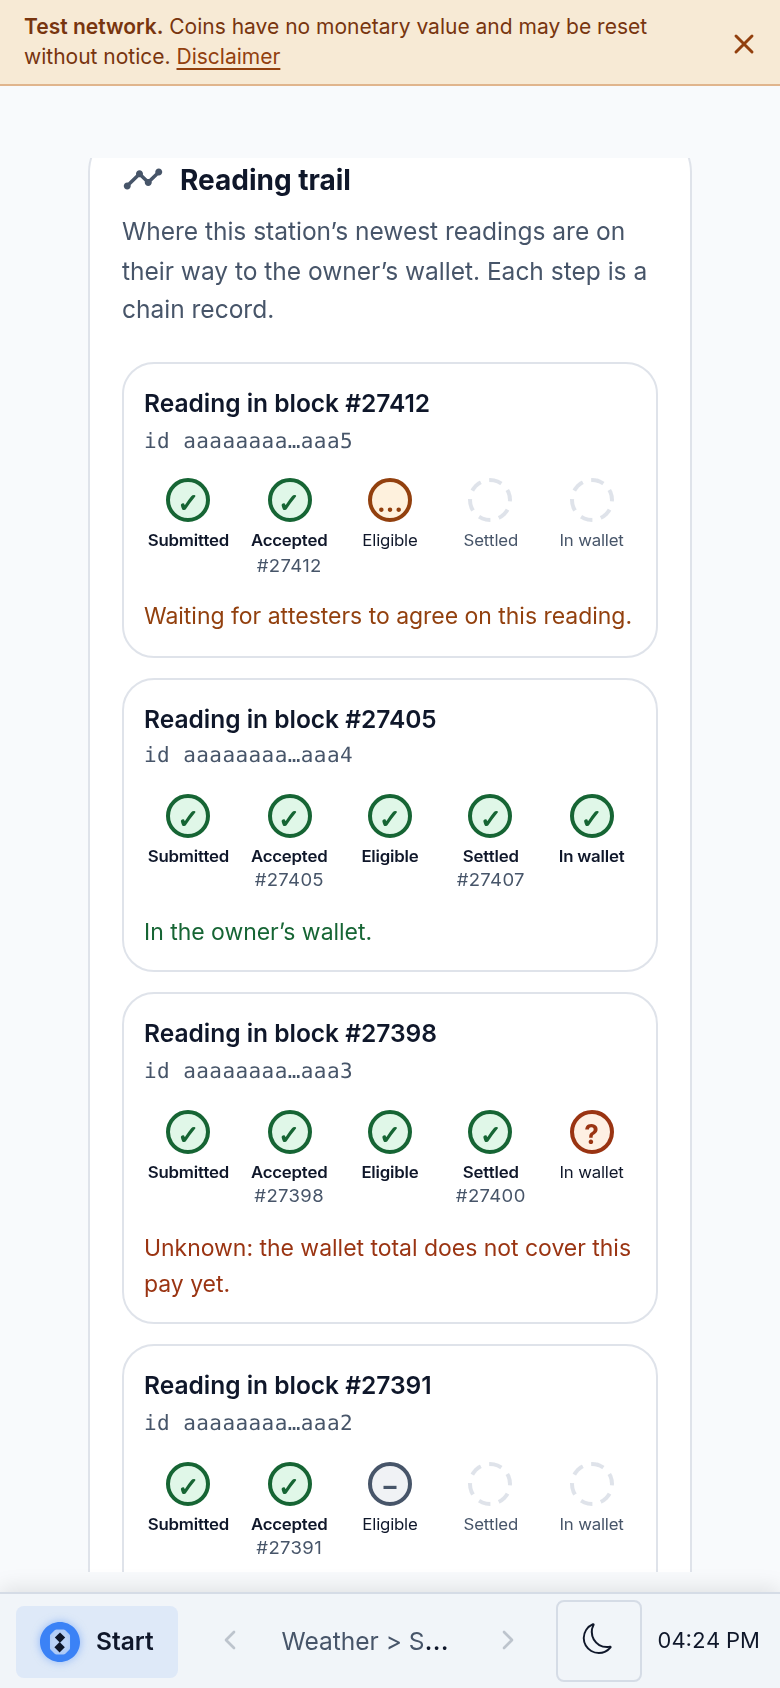 Test network. Coins have no monetary value and may be reset
without notice. Disclaimer
Reading trail
Where this station’s newest readings are on
their way to the owner’s wallet. Each step is a
chain record.
Reading in block #27412
id aaaaaaaa…aaa5
✓ ✓ … 
Submitted Accepted Eligible Settled In wallet
#27412
Waiting for attesters to agree on this reading.
Reading in block #27405
id aaaaaaaa…aaa4
✓ ✓ ✓ ✓ ✓
Submitted Accepted Eligible Settled In wallet
#27405 #27407
In the owner’s wallet.
Reading in block #27398
id aaaaaaaa…aaa3
✓ ✓ ✓ ✓ ?
Submitted Accepted Eligible Settled In wallet
#27398 #27400
Unknown: the wallet total does not cover this
pay yet.
Reading in block #27391
id aaaaaaaa…aaa2
✓ ✓ –
Submitted Accepted Eligible Settled In wallet
#27391
Start Weather > S... 04:24 PM